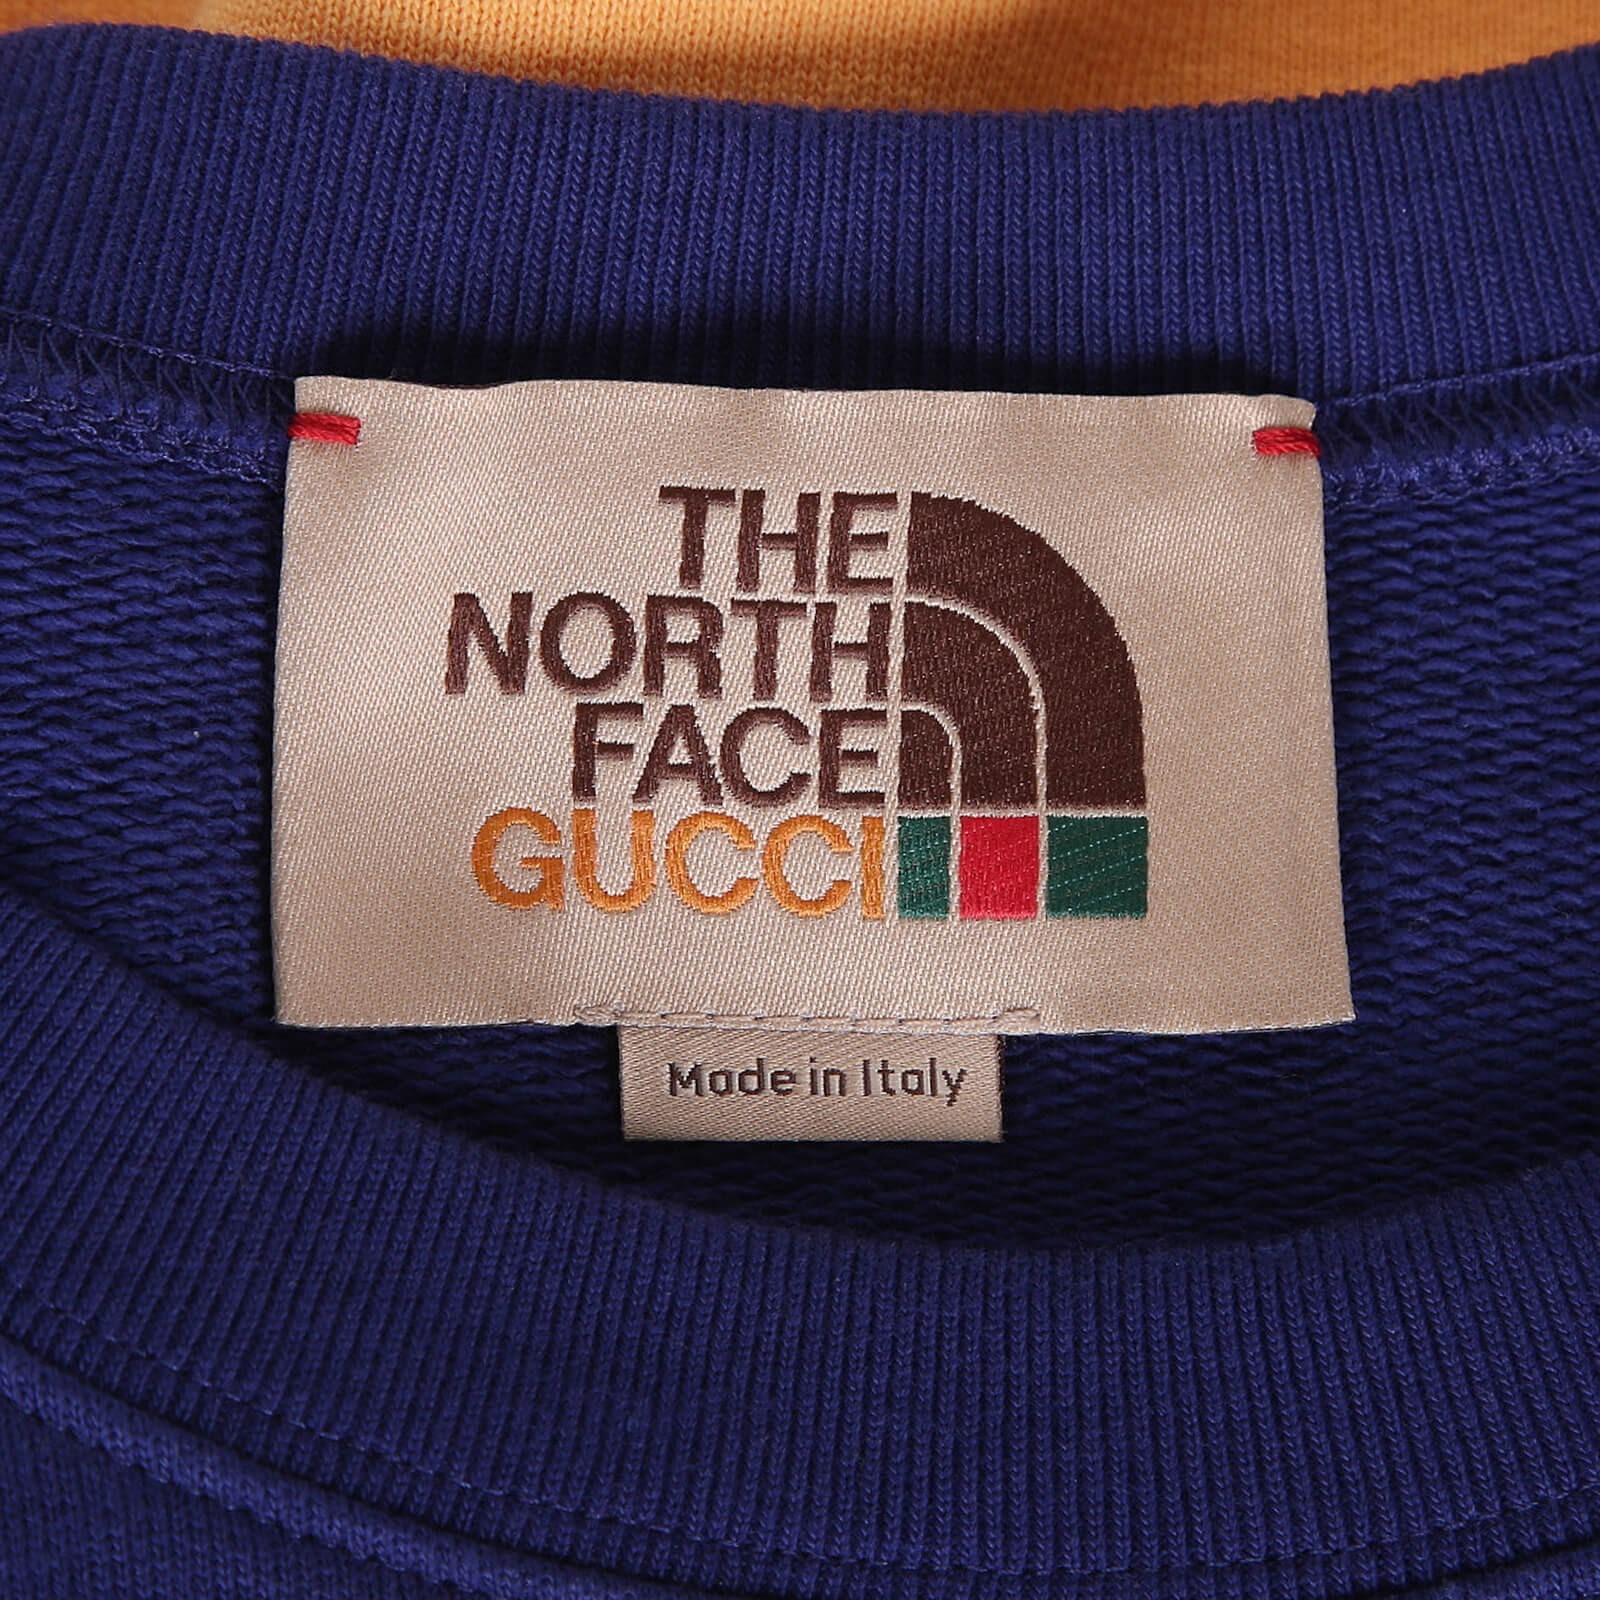 THE
NORTH
FACE
GUCCI
Made in Italy